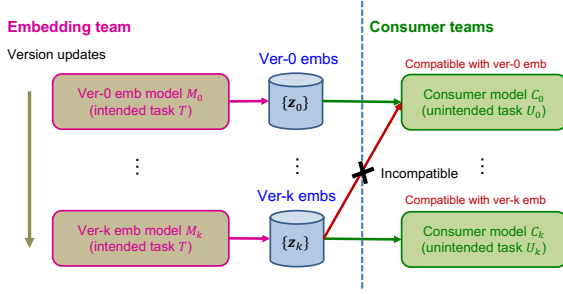 Embedding team
Consumer teams
Version updates
Ver-0 embs
Compatible with ver-0 emb
Ver-0 emb model M₀
(intended task T)
{z₀}
Consumer model C₀
(unintended task U₀)
⋮ ⋮ ⋮
Incompatible
Ver-k embs
Compatible with ver-k emb
Ver-k emb model Mₖ
(intended task T)
{zₖ}
Consumer model Cₖ
(unintended task Uₖ)